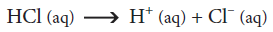 HCl (aq) ⟶ H⁺ (aq) + Cl⁻ (aq)